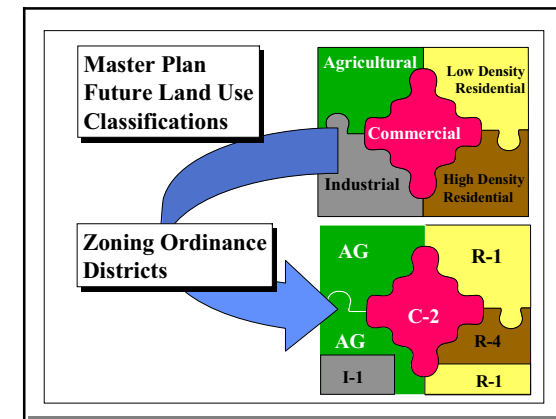 Master Plan
Future Land Use
Classifications
Agricultural
Low Density
Residential
Commercial
Industrial
High Density
Residential
Zoning Ordinance
Districts
AG
R-1
C-2
AG
R-4
I-1
R-1